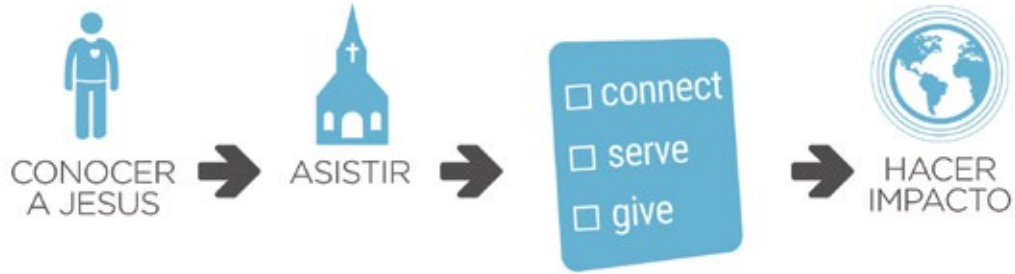 CONOCER
A JESUS
ASISTIR
connect
serve
give
HACER
IMPACTO